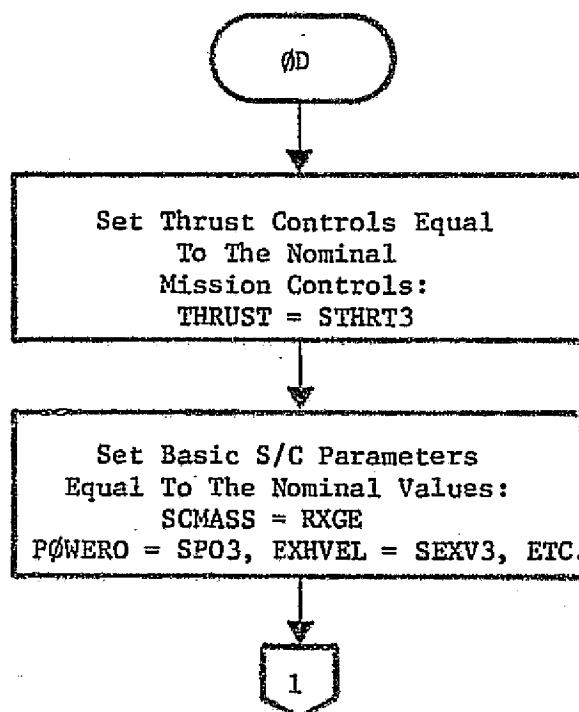 ØD
Set Thrust Controls Equal
To The Nominal
Mission Controls:
THRUST = STHRT3
Set Basic S/C Parameters
Equal To The Nominal Values:
SCMASS = RXGE
PØWERO = SPO3, EXHVEL = SEXV3, ETC.
1